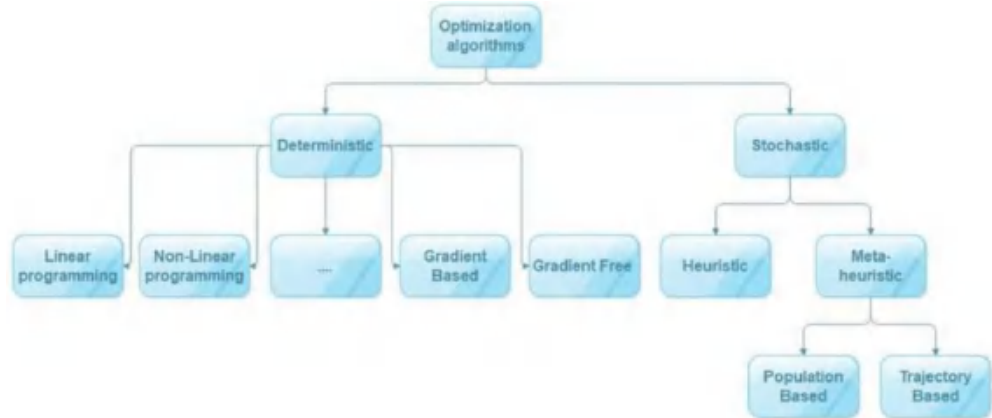 Optimization
algorithms
Deterministic
Stochastic
Linear
programming
Non-Linear
programming
....
Gradient
Based
Gradient Free
Heuristic
Meta-
heuristic
Population
Based
Trajectory
Based